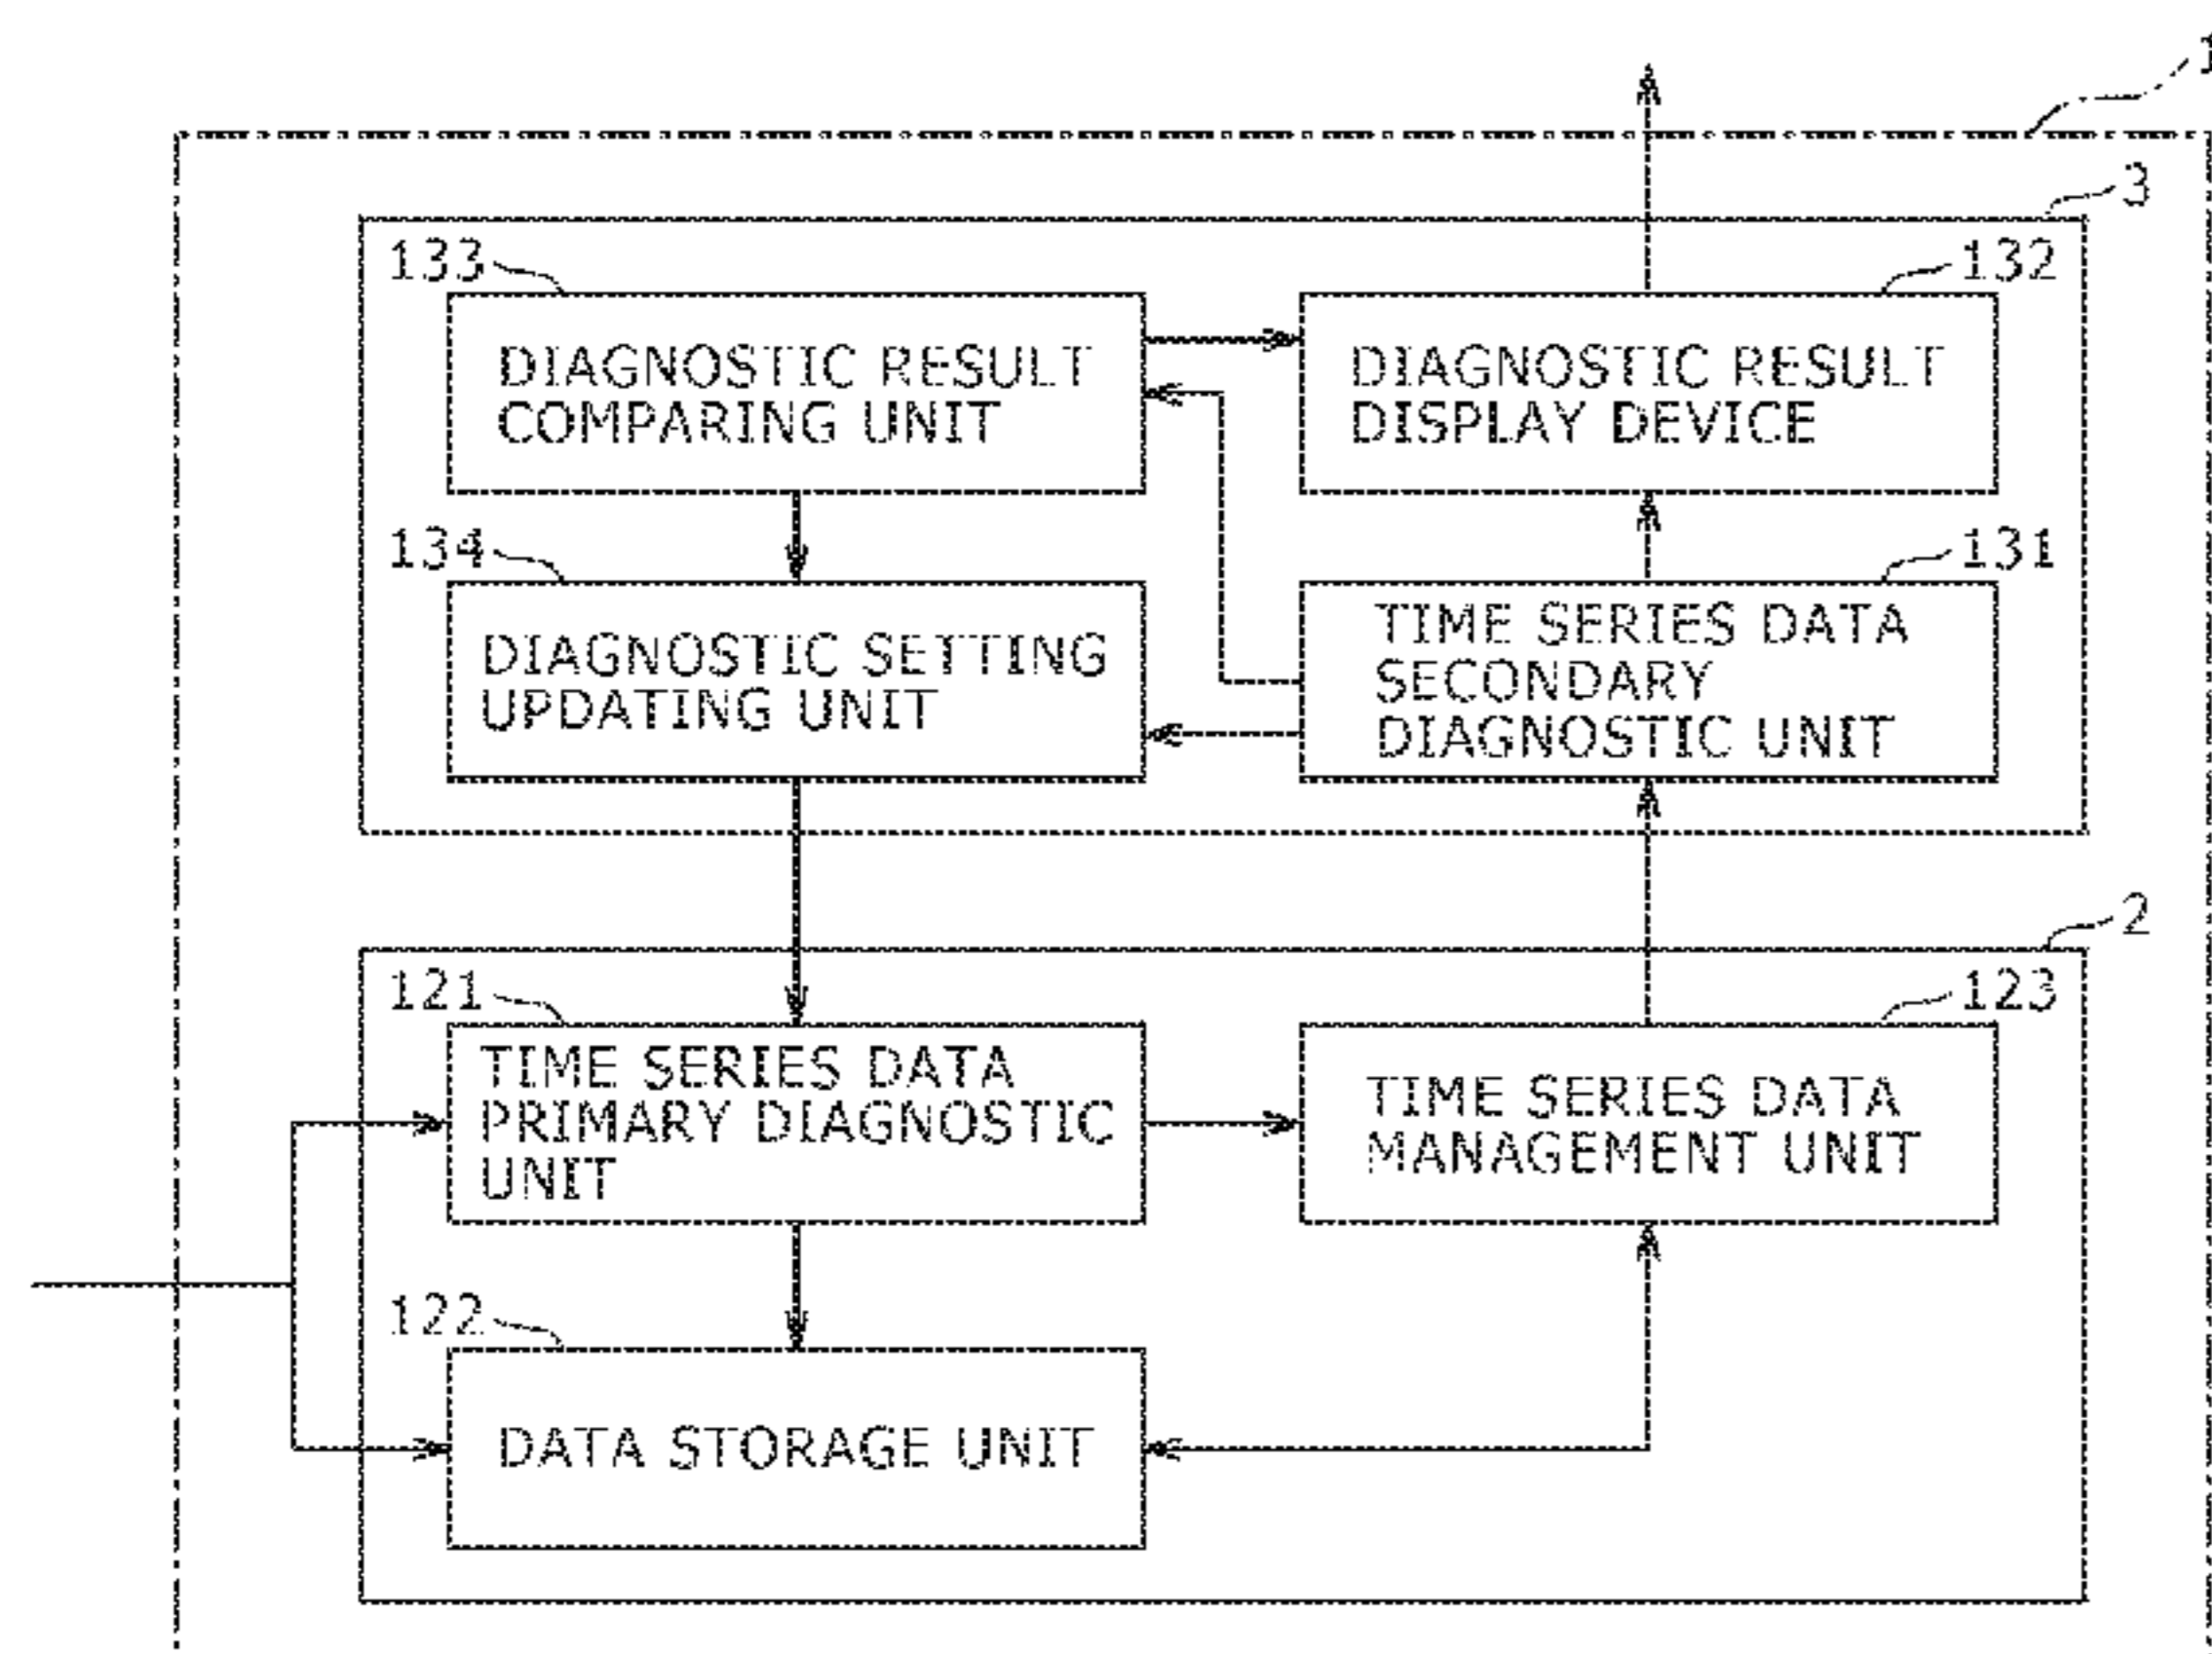 1
3
133
132
DIAGNOSTIC RESULT
COMPARING UNIT
DIAGNOSTIC RESULT
DISPLAY DEVICE
134
131
DIAGNOSTIC SETTING
UPDATING UNIT
TIME SERIES DATA
SECONDARY
DIAGNOSTIC UNIT
2
121
123
TIME SERIES DATA
PRIMARY DIAGNOSTIC
UNIT
TIME SERIES DATA
MANAGEMENT UNIT
122
DATA STORAGE UNIT